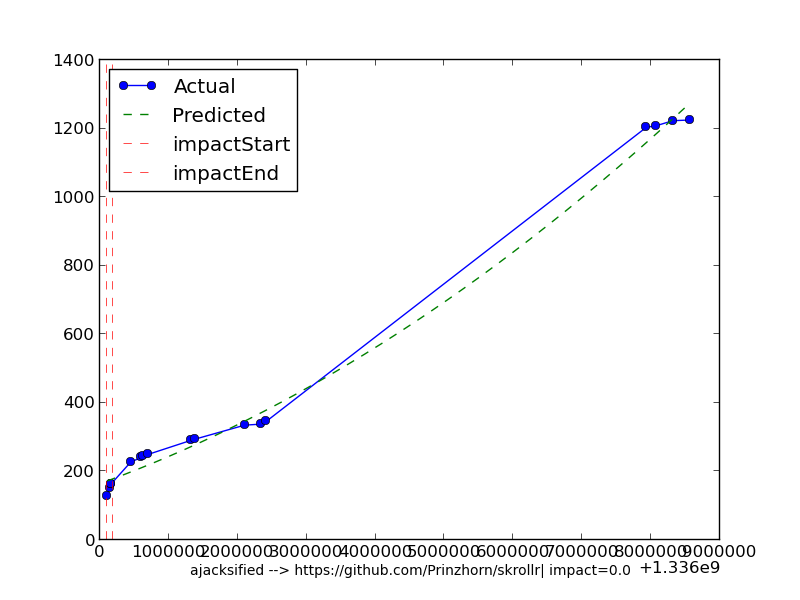 1400
1200
1000
800
600
400
200
0
Actual
Predicted
impactStart
impactEnd
0 1000000 2000000 3000000 4000000 5000000 6000000 7000000 8000000 9000000
ajacksified --> https://github.com/Prinzhorn/skrollr| impact=0.0 +1.336e9